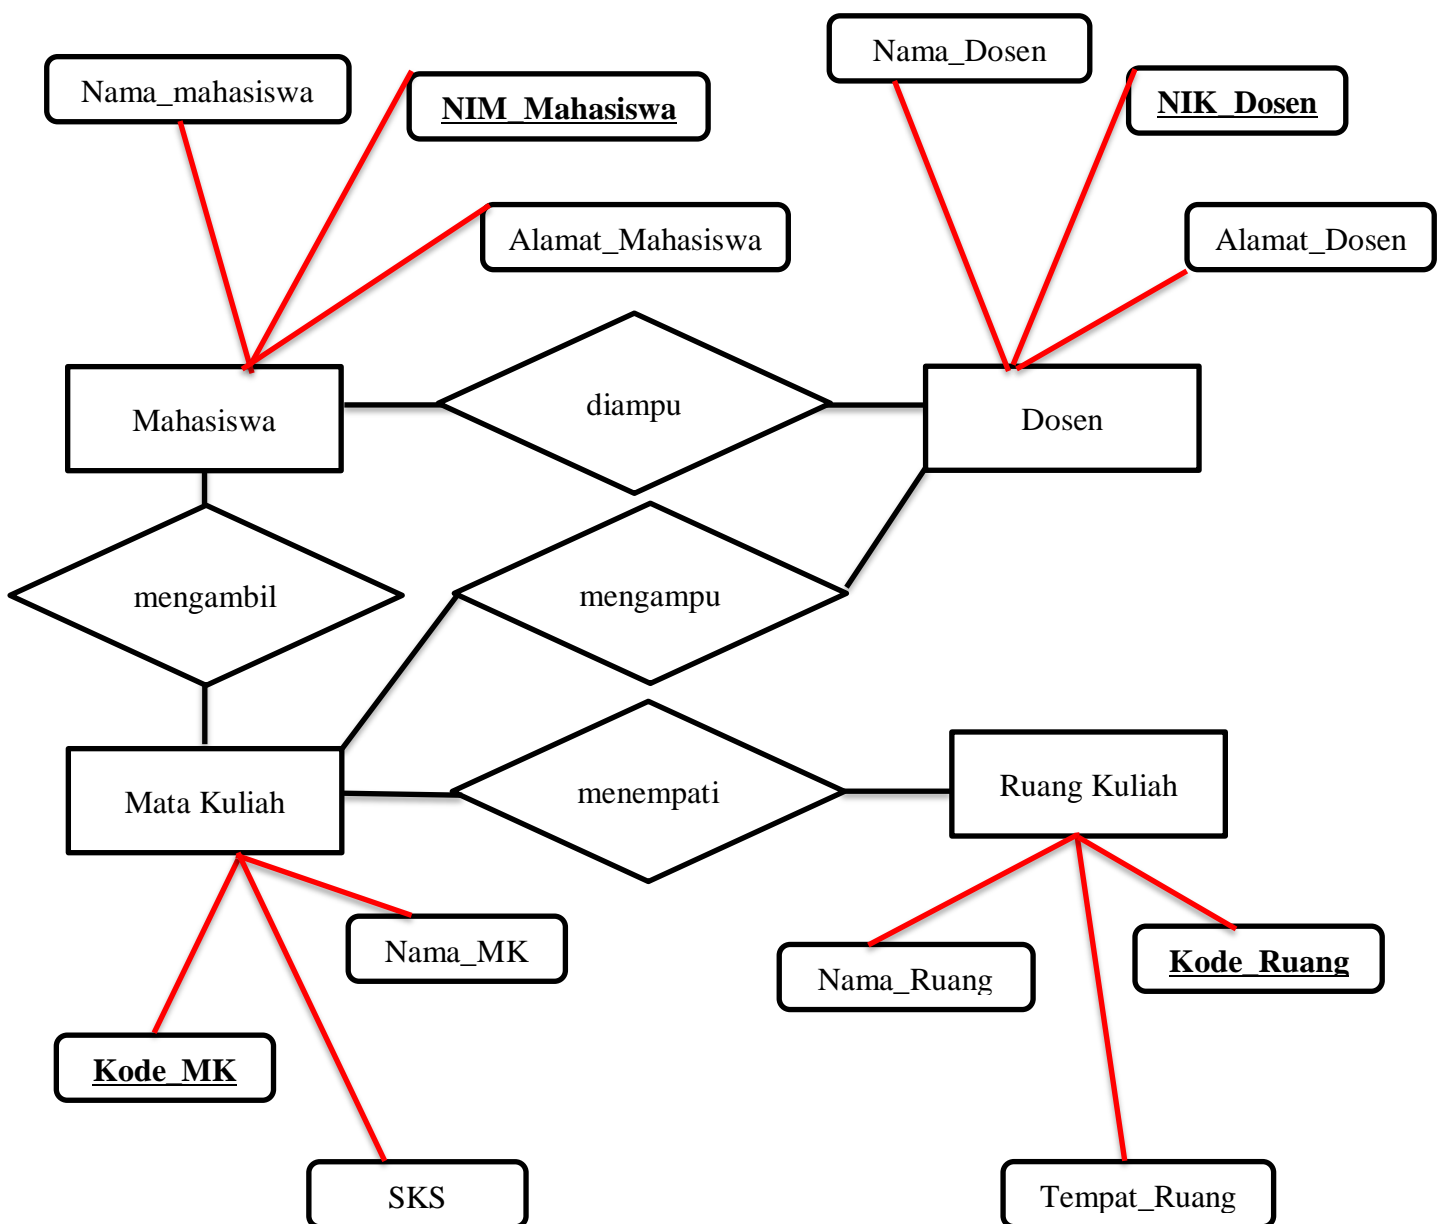 Nama_Dosen
Nama_mahasiswa
NIM_Mahasiswa
NIK_Dosen
Alamat_Mahasiswa
Alamat_Dosen
Mahasiswa
diampu
Dosen
mengambil
mengampu
Mata Kuliah
menempati
Ruang Kuliah
Nama_MK
Nama_Ruang
Kode_Ruang
Kode_MK
SKS
Tempat_Ruang